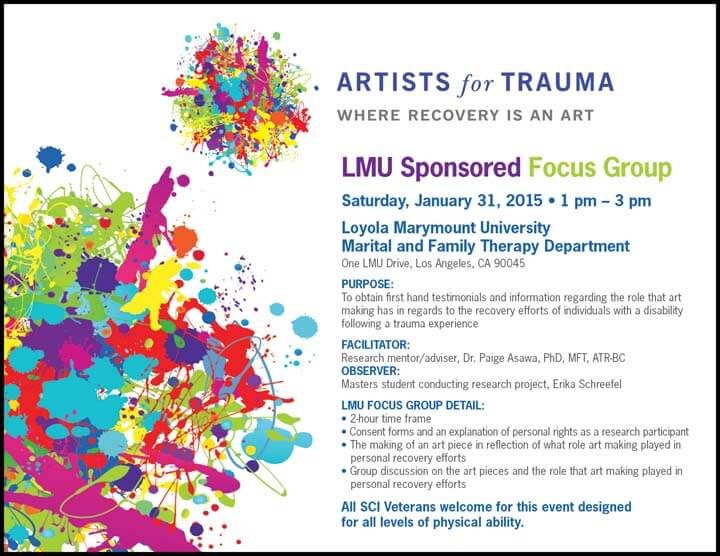 ARTISTS for TRAUMA
WHERE RECOVERY IS AN ART
LMU Sponsored Focus Group
Saturday, January 31, 2015 • 1 pm – 3 pm
Loyola Marymount University
Marital and Family Therapy Department
One LMU Drive, Los Angeles, CA 90045
PURPOSE:
To obtain first hand testimonials and information regarding the role that art
making has in regards to the recovery efforts of individuals with a disability
following a trauma experience
FACILITATOR:
Research mentor/adviser, Dr. Paige Asawa, PhD, MFT, ATR-BC
OBSERVER:
Masters student conducting research project, Erika Schreefel
LMU FOCUS GROUP DETAIL:
• 2-hour time frame
• Consent forms and an explanation of personal rights as a research participant
• The making of an art piece in reflection of what role art making played in
personal recovery efforts
• Group discussion on the art pieces and the role that art making played in
personal recovery efforts
All SCI Veterans welcome for this event designed
for all levels of physical ability.